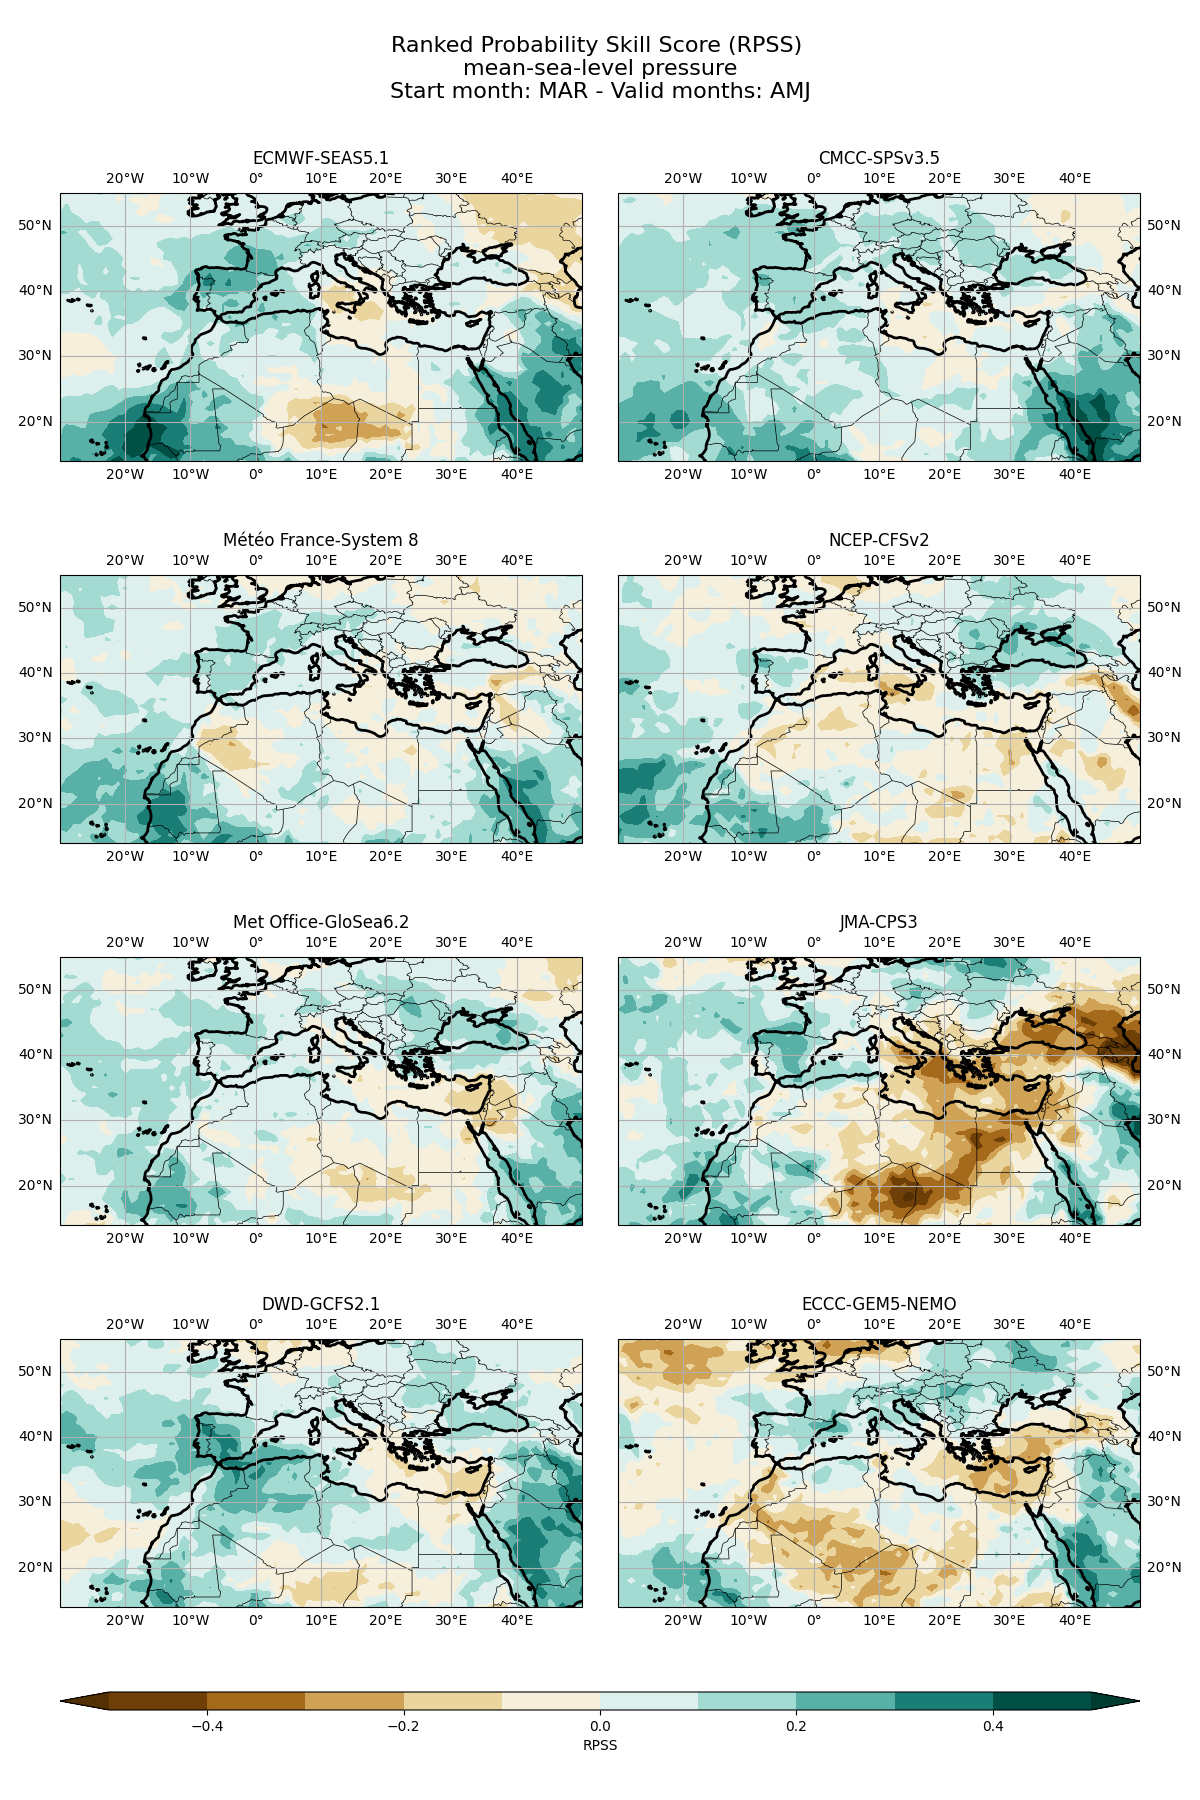 Ranked Probability Skill Score (RPSS)
mean-sea-level pressure
Start month: MAR - Valid months: AMJ
ECMWF-SEAS5.1
20°W 10°W 0° 10°E 20°E 30°E 40°E
50°N
40°N
30°N
20°N
20°W 10°W 0° 10°E 20°E 30°E 40°E
CMCC-SPSv3.5
20°W 10°W 0° 10°E 20°E 30°E 40°E
50°N
40°N
30°N
20°N
20°W 10°W 0° 10°E 20°E 30°E 40°E
Météo France-System 8
20°W 10°W 0° 10°E 20°E 30°E 40°E
50°N
40°N
30°N
20°N
20°W 10°W 0° 10°E 20°E 30°E 40°E
NCEP-CFSv2
20°W 10°W 0° 10°E 20°E 30°E 40°E
50°N
40°N
30°N
20°N
20°W 10°W 0° 10°E 20°E 30°E 40°E
Met Office-GloSea6.2
20°W 10°W 0° 10°E 20°E 30°E 40°E
50°N
40°N
30°N
20°N
20°W 10°W 0° 10°E 20°E 30°E 40°E
JMA-CPS3
20°W 10°W 0° 10°E 20°E 30°E 40°E
50°N
40°N
30°N
20°N
20°W 10°W 0° 10°E 20°E 30°E 40°E
DWD-GCFS2.1
20°W 10°W 0° 10°E 20°E 30°E 40°E
50°N
40°N
30°N
20°N
20°W 10°W 0° 10°E 20°E 30°E 40°E
ECCC-GEM5-NEMO
20°W 10°W 0° 10°E 20°E 30°E 40°E
50°N
40°N
30°N
20°N
20°W 10°W 0° 10°E 20°E 30°E 40°E
−0.4 −0.2 0.0 0.2 0.4
RPSS